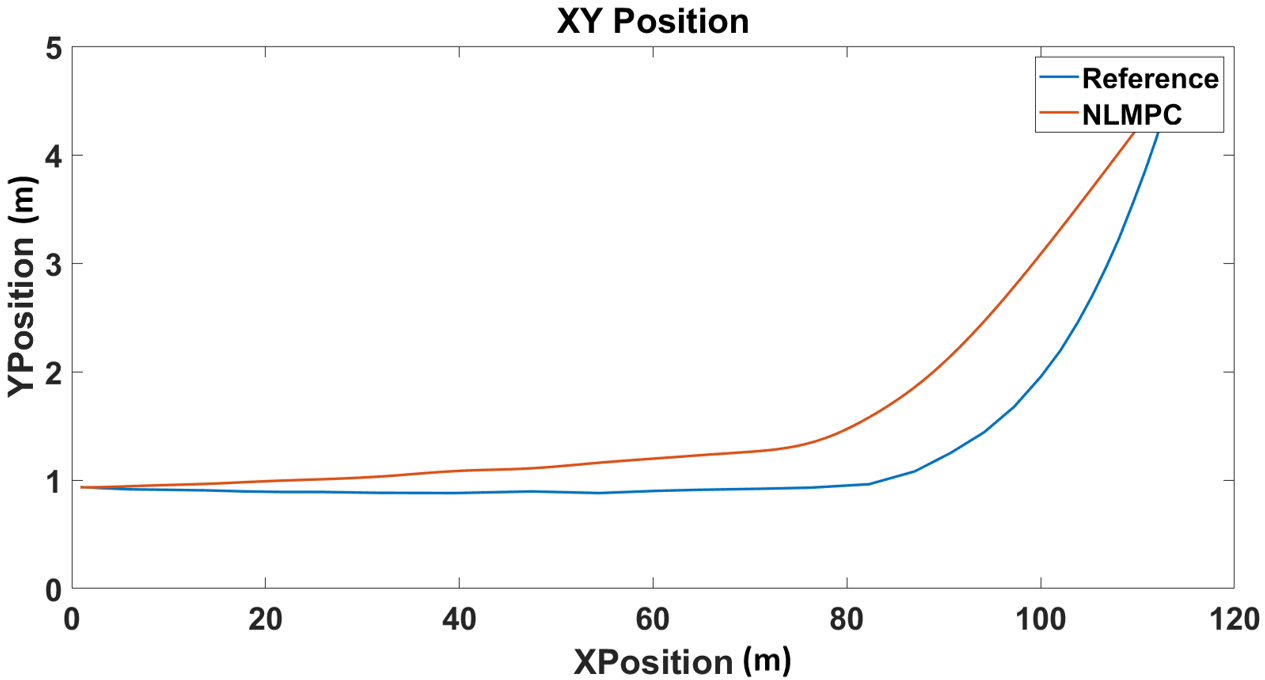 XY Position
Reference
NLMPC
5
4
3
2
1
0
YPosition (m)
0 20 40 60 80 100 120
XPosition (m)